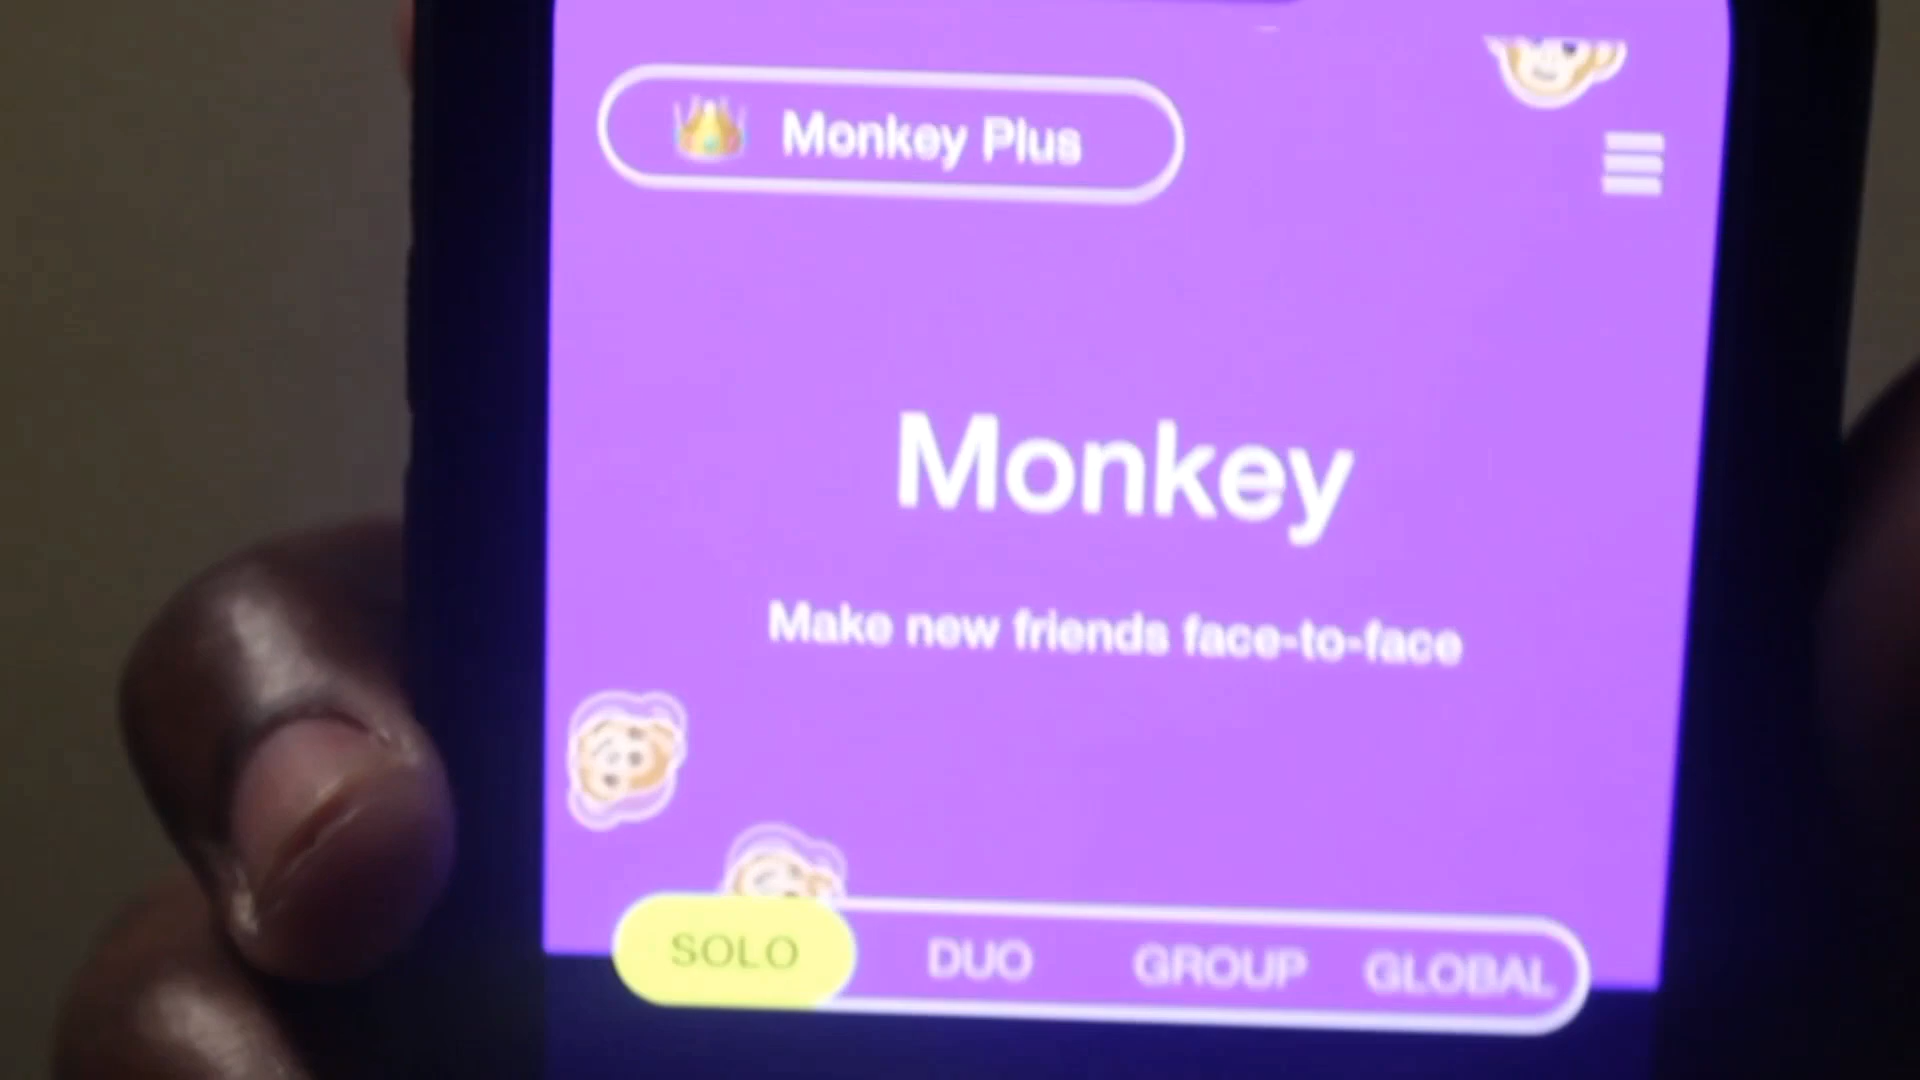 Monkey Plus
Monkey
Make new friends face-to-face
SOLO DUO GROUP GLOBAL